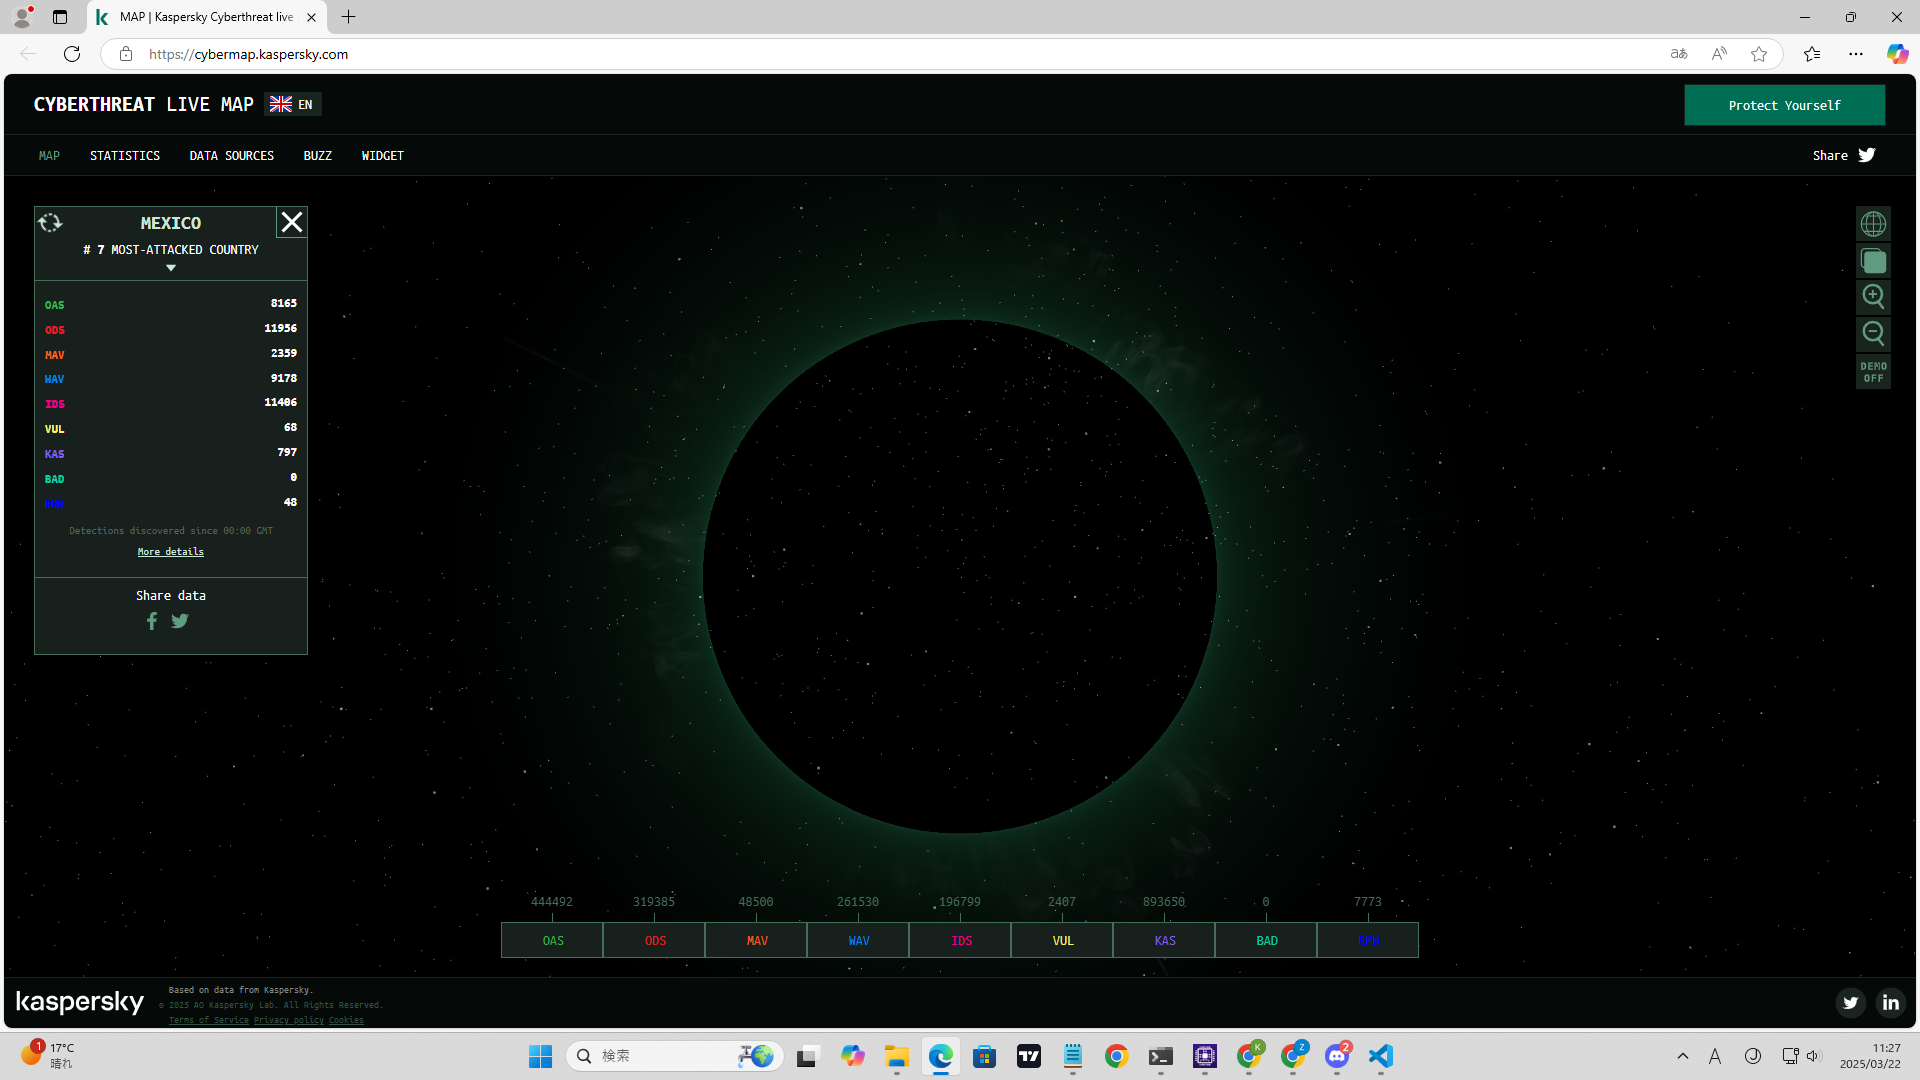 MAP | Kaspersky Cyberthreat live
https://cybermap.kaspersky.com
aあ
CYBERTHREAT LIVE MAP EN
Protect Yourself
MAP STATISTICS DATA SOURCES BUZZ WIDGET
Share
MEXICO
# 7 MOST-ATTACKED COUNTRY
OAS 8165
ODS 11956
MAV 2359
WAV 9178
IDS 11406
VUL 68
KAS 797
BAD 0
RMW 48
Detections discovered since 00:00 GMT
More details
Share data
DEMO
OFF
444492 319385 48500 261530 196799 2407 893650 0 7773
OAS ODS MAV WAV IDS VUL KAS BAD RMW
kaspersky
Based on data from Kaspersky.
© 2025 AO Kaspersky Lab. All Rights Reserved.
Terms of Service Privacy policy Cookies
1
17°C
晴れ
検索
K
Z
2
A
11:27
2025/03/22